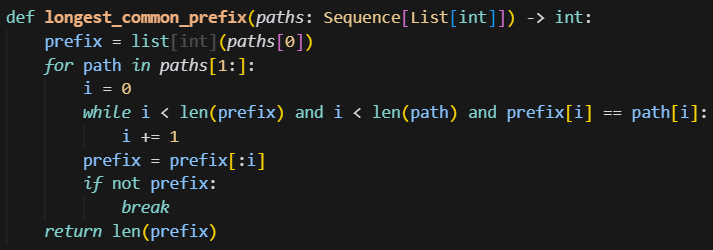 def longest_common_prefix(paths: Sequence[List[int]]) -> int:
    prefix = list[int](paths[0])
    for path in paths[1:]:
        i = 0
        while i < len(prefix) and i < len(path) and prefix[i] == path[i]:
            i += 1
        prefix = prefix[:i]
        if not prefix:
            break
    return len(prefix)